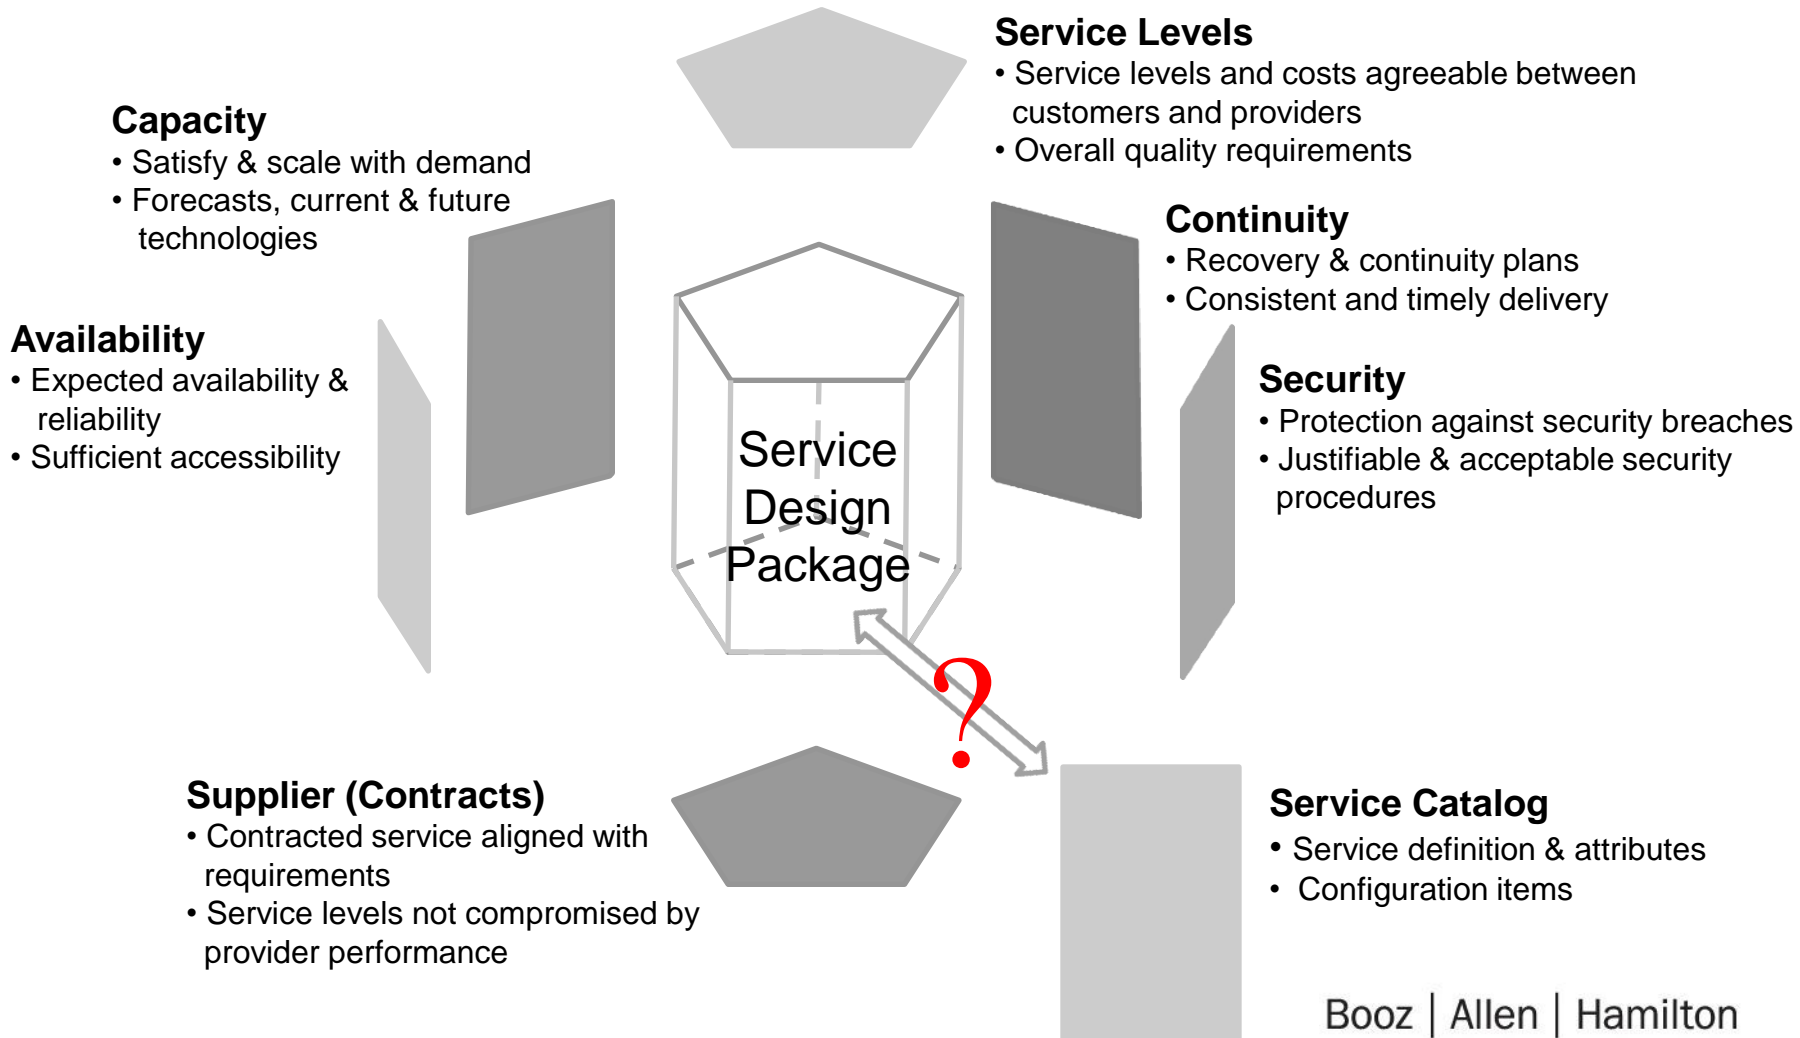 Service Levels
• Service levels and costs agreeable between
customers and providers
• Overall quality requirements
Capacity
• Satisfy & scale with demand
• Forecasts, current & future
technologies
Continuity
• Recovery & continuity plans
• Consistent and timely delivery
Availability
• Expected availability &
reliability
• Sufficient accessibility
Security
• Protection against security breaches
• Justifiable & acceptable security
procedures
Service
Design
Package
?
Supplier (Contracts)
• Contracted service aligned with
requirements
• Service levels not compromised by
provider performance
Service Catalog
• Service definition & attributes
• Configuration items
Booz | Allen | Hamilton